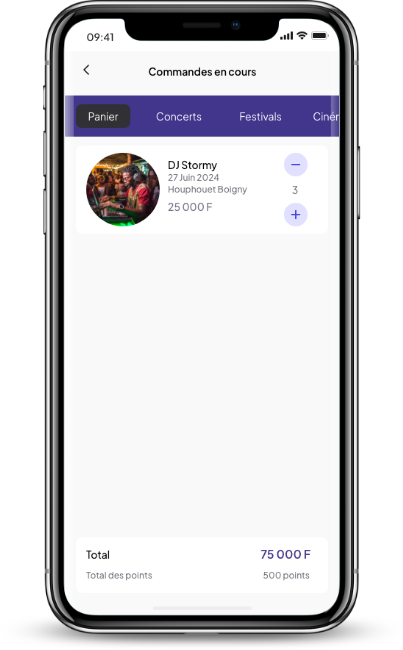 09:41
Commandes en cours
Panier Concerts Festivals Ciném
DJ Stormy
27 Juin 2024
Houphouet Boigny
25 000 F
3
Total 75 000 F
Total des points 500 points